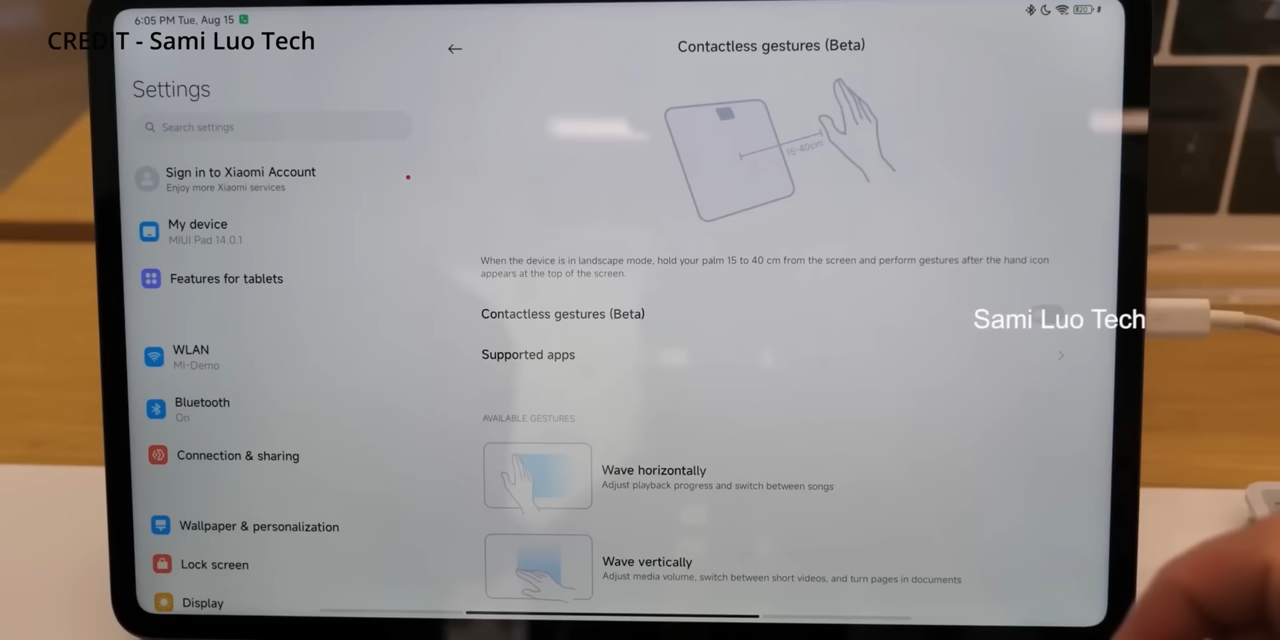 6:05 PM Tue, Aug 15
820
CREDIT - Sami Luo Tech
Contactless gestures (Beta)
Settings
Search settings
15-40cm
Sign in to Xiaomi Account
Enjoy more Xiaomi services
My device
MIUI Pad 14.0.1
Features for tablets
WLAN
Mi-Demo
Bluetooth
On
Connection & sharing
Wallpaper & personalization
Lock screen
Display
When the device is in landscape mode, hold your palm 15 to 40 cm from the screen and perform gestures after the hand icon
appears at the top of the screen.
Contactless gestures (Beta)
Sami Luo Tech
Supported apps
AVAILABLE GESTURES
Wave horizontally
Adjust playback progress and switch between songs
Wave vertically
Adjust media volume, switch between short videos, and turn pages in documents